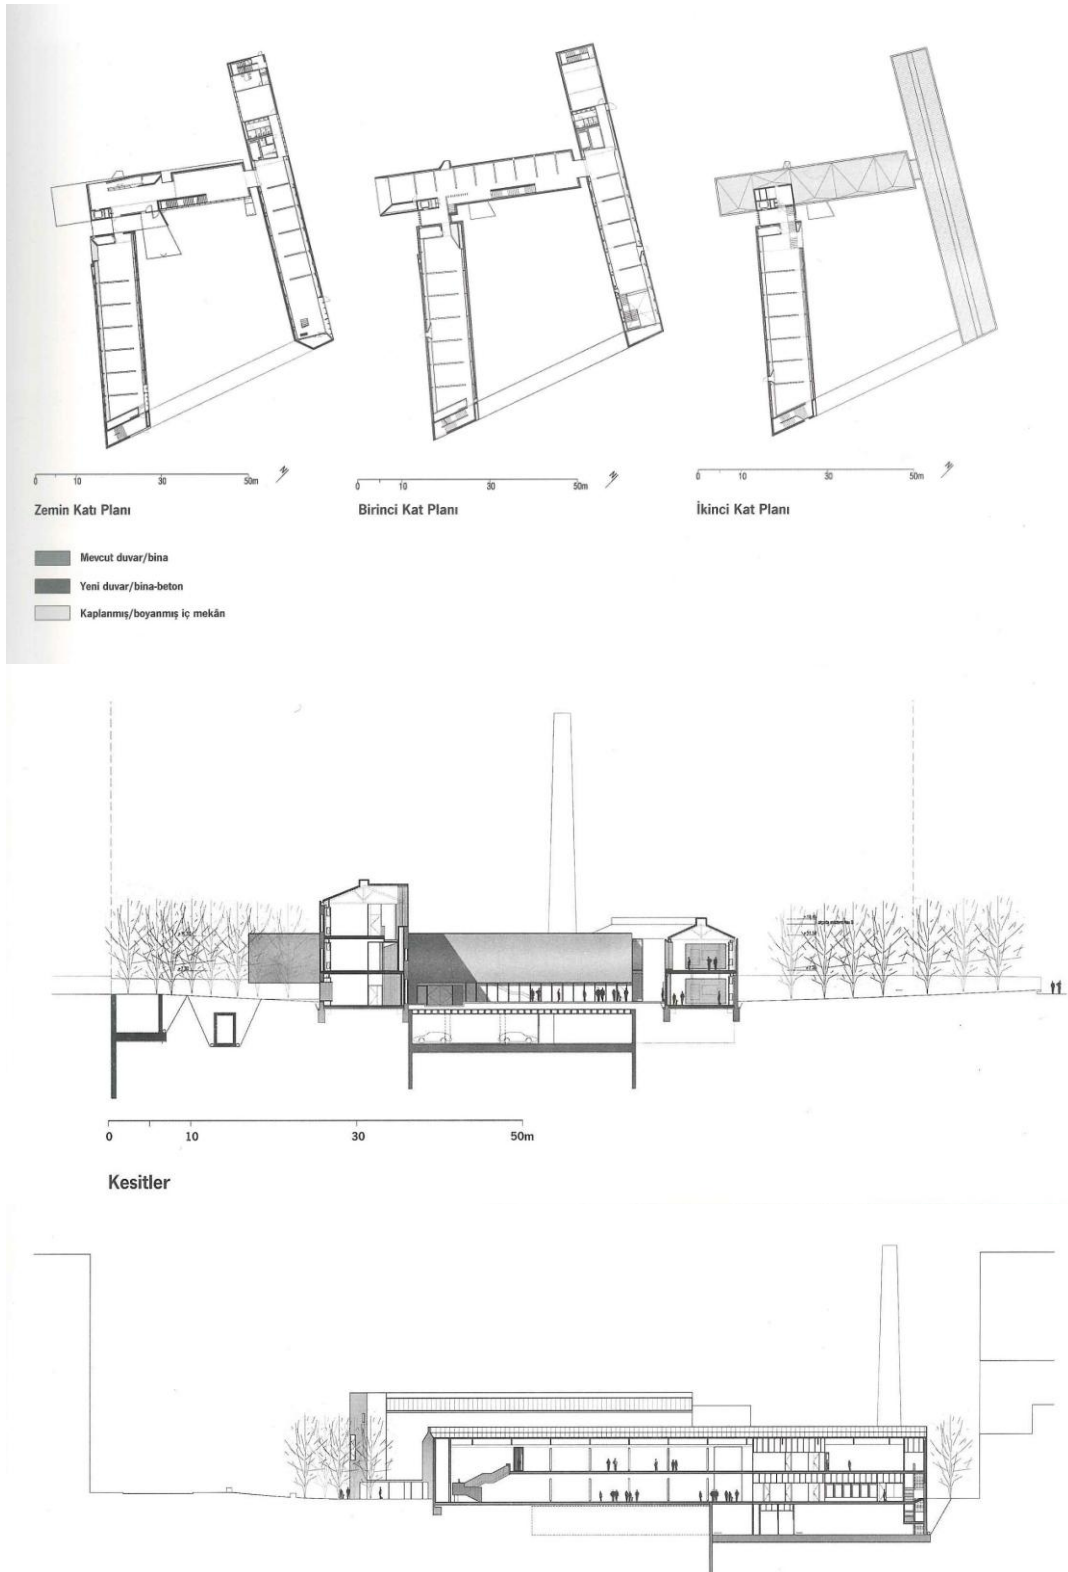 N
N
N
0 10 30 50m
0 10 30 50m
0 10 30 50m
Zemin Katı Planı
Birinci Kat Planı
İkinci Kat Planı
Mevcut duvar/bina
Yeni duvar/bina-beton
Kaplanmış/boyanmış iç mekân
0 10 30 50m
Kesitler